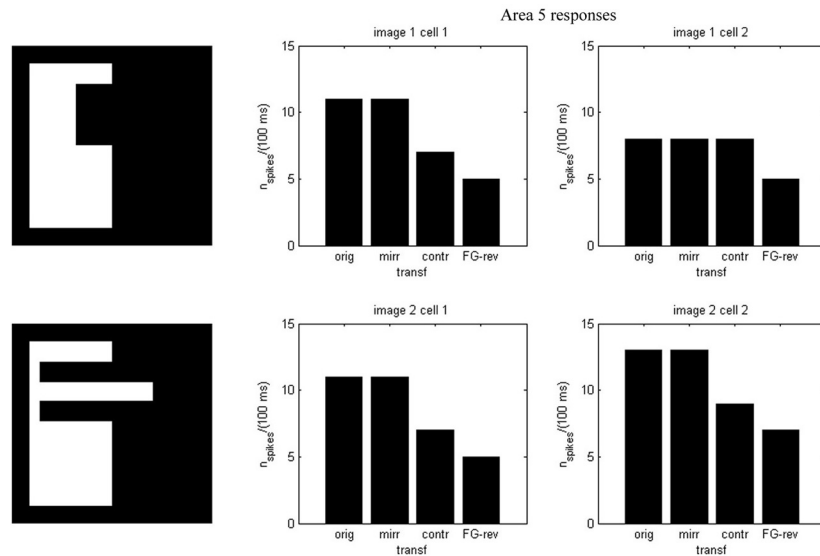 Area 5 responses
image 1 cell 1
15
10
5
0
n_spikes/(100 ms)
orig mirr contr FG-rev
transf
image 1 cell 2
15
10
5
0
n_spikes/(100 ms)
orig mirr contr FG-rev
transf
image 2 cell 1
15
10
5
0
n_spikes/(100 ms)
orig mirr contr FG-rev
transf
image 2 cell 2
15
10
5
0
n_spikes/(100 ms)
orig mirr contr FG-rev
transf